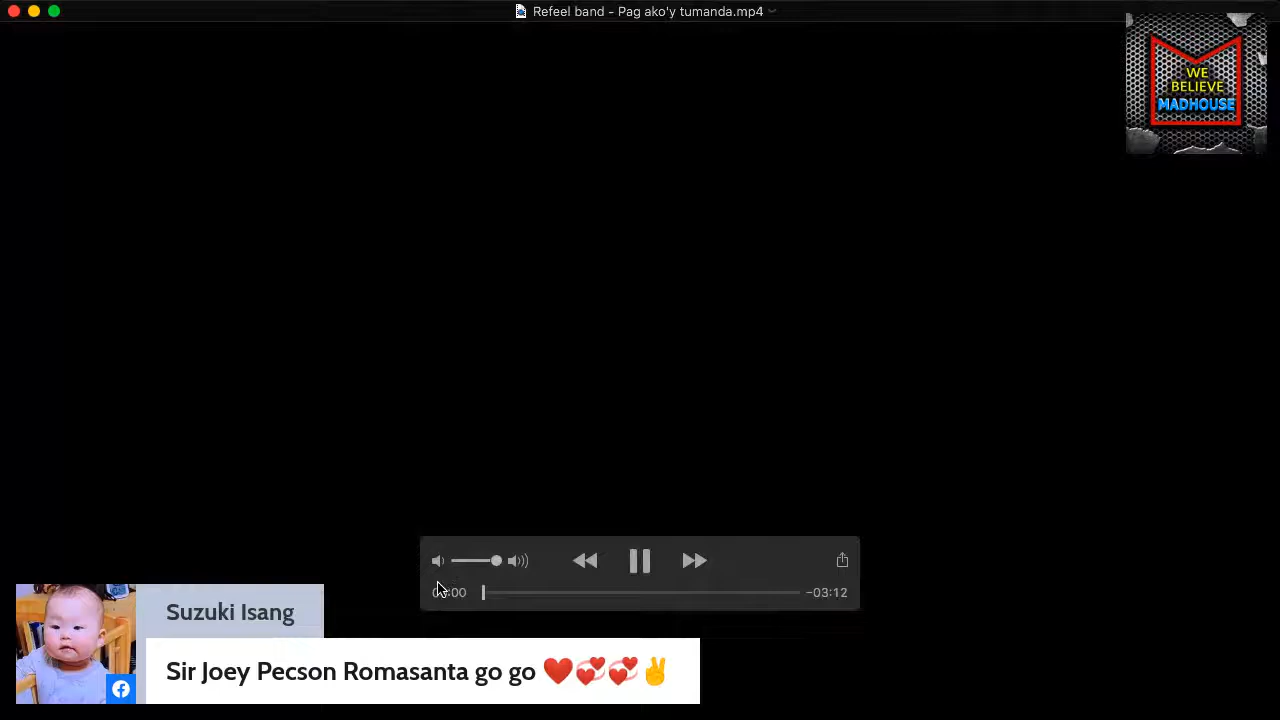 Refeel band - Pag ako'y tumanda.mp4
WE
BELIEVE
MADHOUSE
-03:12
Suzuki Isang
Sir Joey Pecson Romasanta go go ❤️💞💞✌️